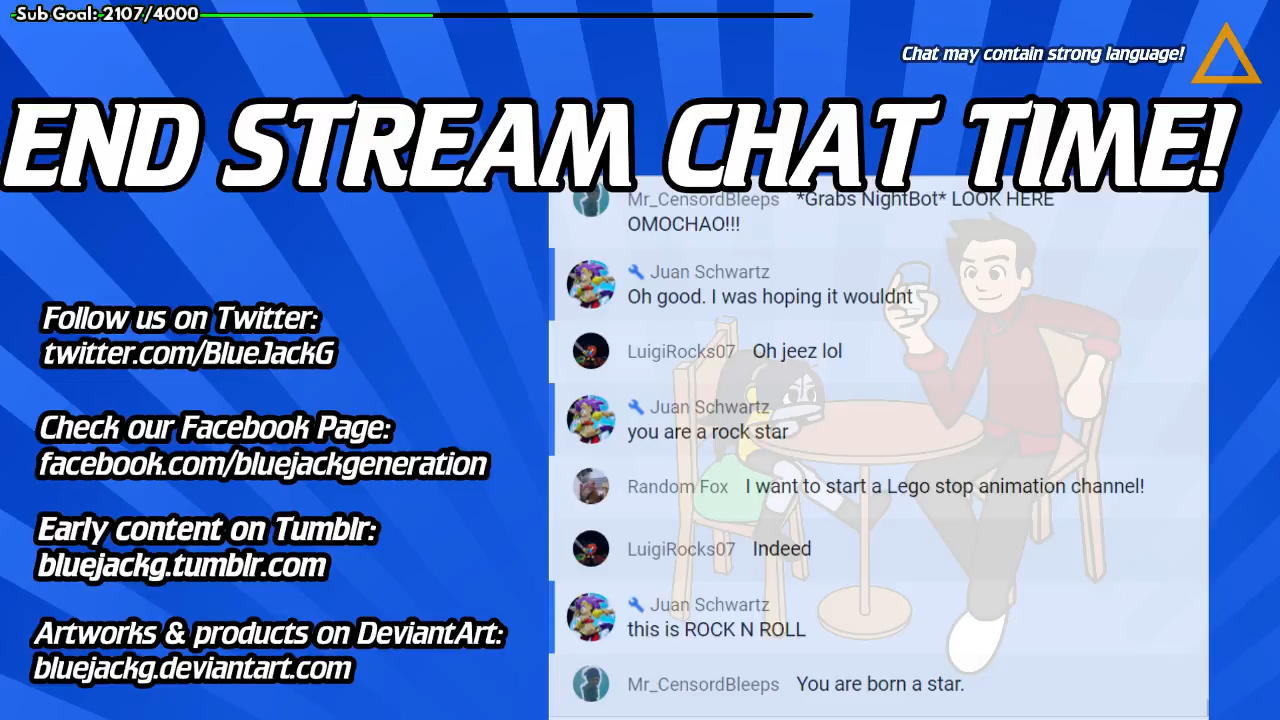 Sub Goal: 2107/4000
Chat may contain strong language!
END STREAM CHAT TIME!
Mr_CensordBleeps *Grabs NightBot* LOOK HERE
OMOCHAO!!!
Juan Schwartz
Oh good. I was hoping it wouldnt
LuigiRocks07 Oh jeez lol
Juan Schwartz
you are a rock star
Random Fox I want to start a Lego stop animation channel!
LuigiRocks07 Indeed
Juan Schwartz
this is ROCK N ROLL
Mr_CensordBleeps You are born a star.
Follow us on Twitter:
twitter.com/BlueJackG
Check our Facebook Page:
facebook.com/bluejackgeneration
Early content on Tumblr:
bluejackg.tumblr.com
Artworks & products on DeviantArt:
bluejackg.deviantart.com